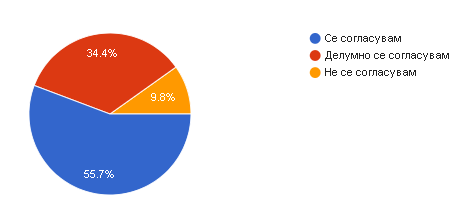 34.4%
9.8%
55.7%
Се согласувам
Делумно се согласувам
Не се согласувам